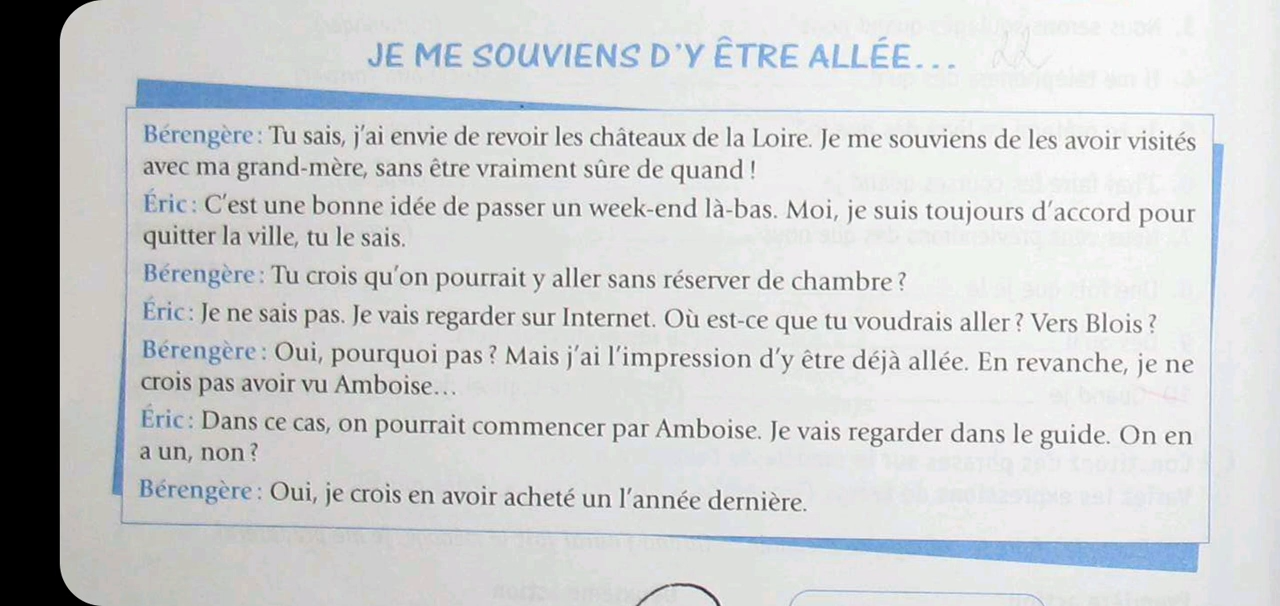 JE ME SOUVIENS D'Y ÊTRE ALLÉE...
Bérengère : Tu sais, j'ai envie de revoir les châteaux de la Loire. Je me souviens de les avoir visités
avec ma grand-mère, sans être vraiment sûre de quand !
Éric : C'est une bonne idée de passer un week-end là-bas. Moi, je suis toujours d'accord pour
quitter la ville, tu le sais.
Bérengère : Tu crois qu'on pourrait y aller sans réserver de chambre ?
Éric : Je ne sais pas. Je vais regarder sur Internet. Où est-ce que tu voudrais aller ? Vers Blois ?
Bérengère : Oui, pourquoi pas ? Mais j'ai l'impression d'y être déjà allée. En revanche, je ne
crois pas avoir vu Amboise...
Éric : Dans ce cas, on pourrait commencer par Amboise. Je vais regarder dans le guide. On en
a un, non ?
Bérengère : Oui, je crois en avoir acheté un l'année dernière.